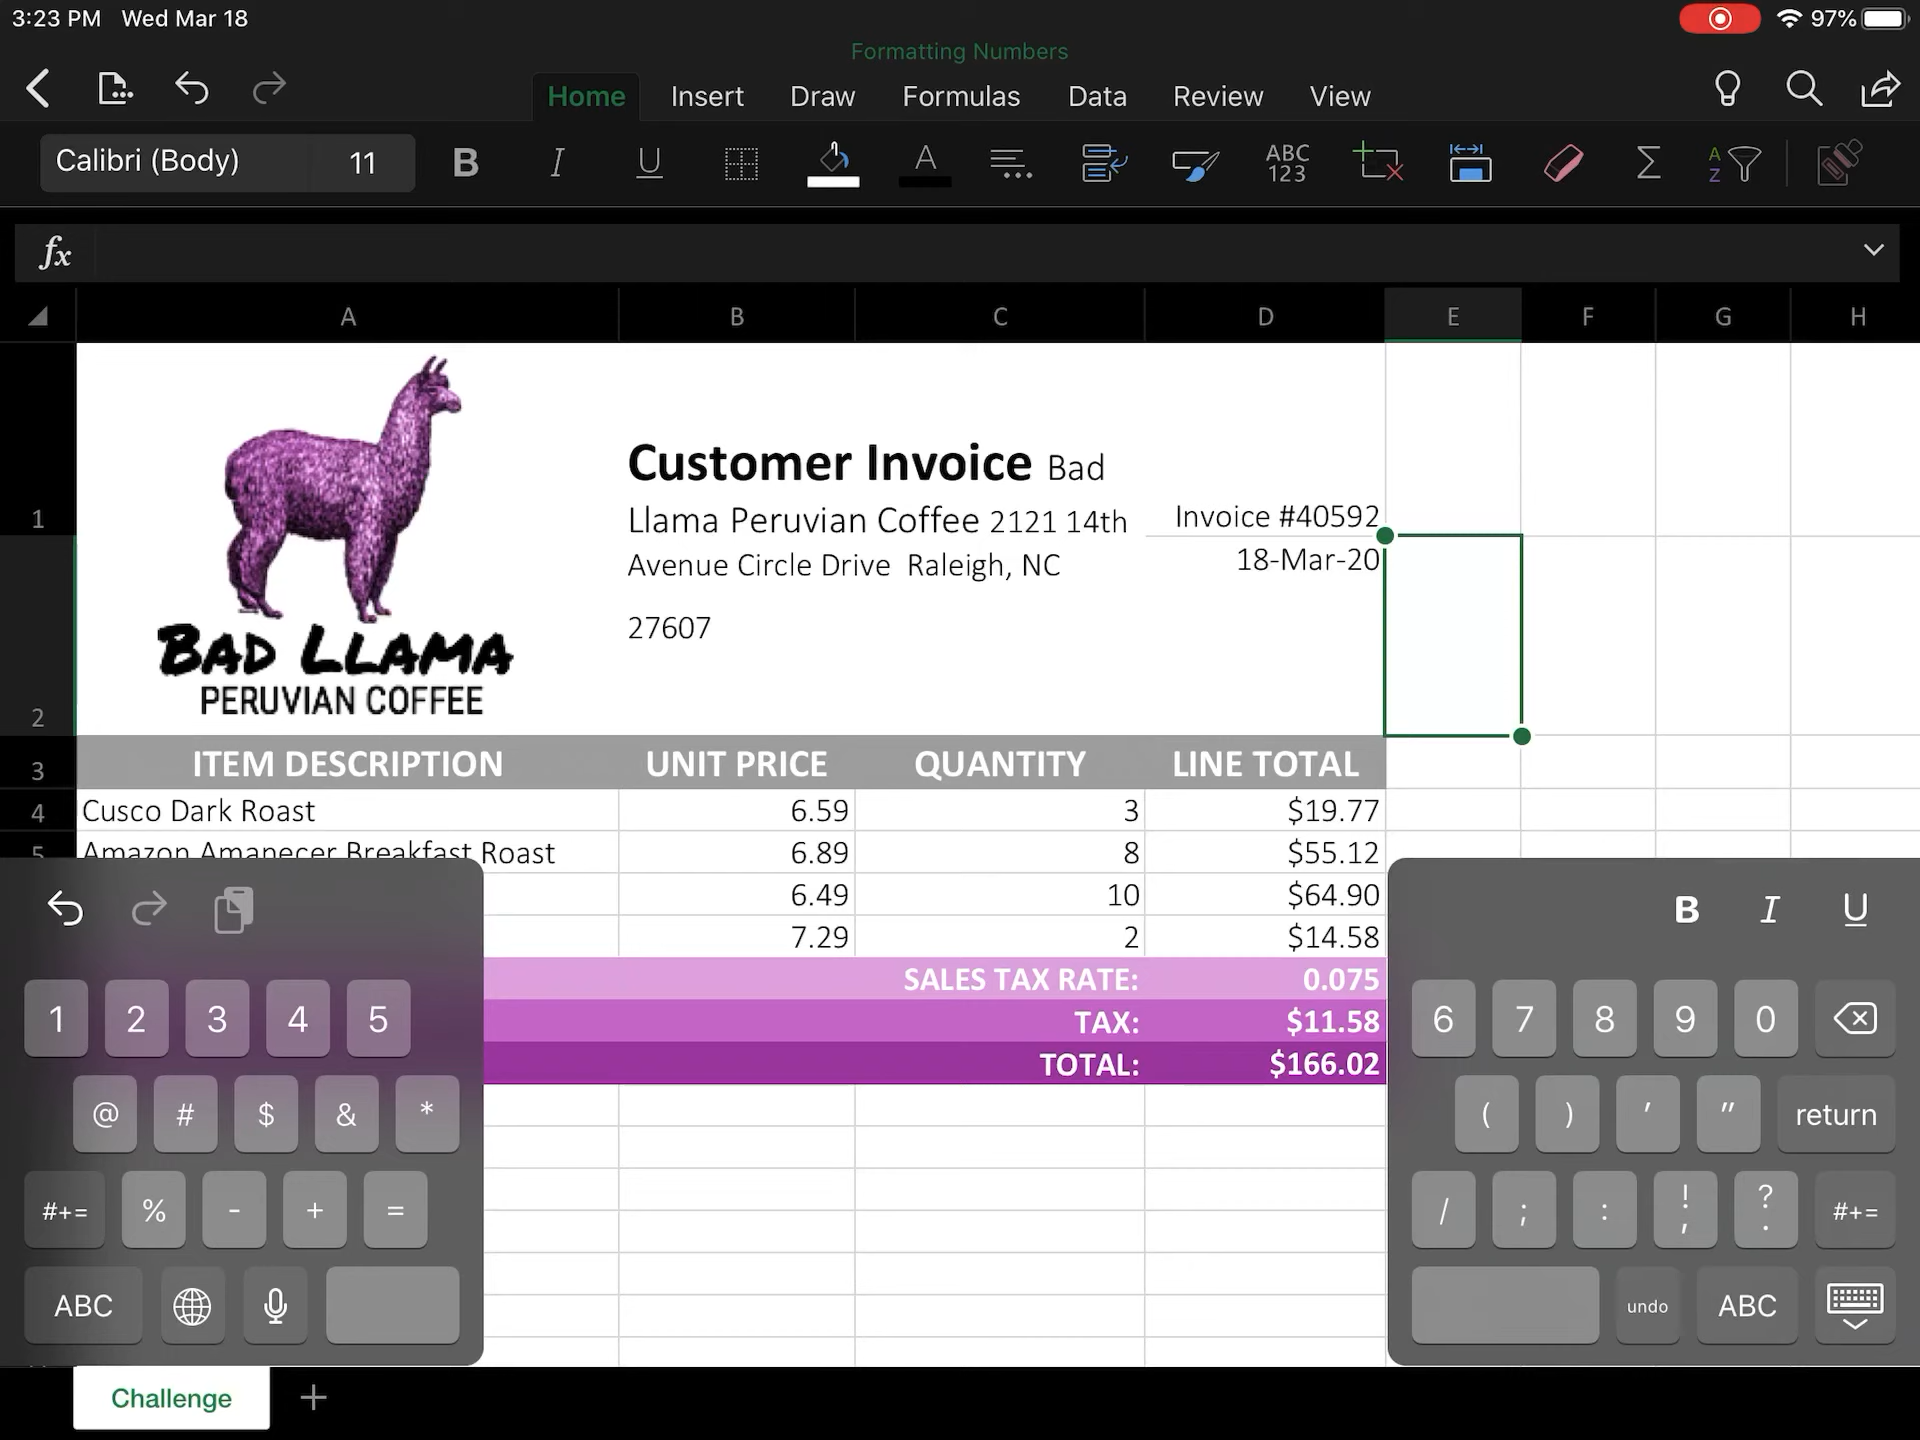 3:23 PM Wed Mar 18
97%
Formatting Numbers
Home Insert Draw Formulas Data Review View
Calibri (Body) 11 B I U A ABC 123 Σ A Z
fx
A B C D E F G H
1
2
3
4
5
BAD LLAMA
PERUVIAN COFFEE
Customer Invoice Bad
Llama Peruvian Coffee 2121 14th
Avenue Circle Drive Raleigh, NC
27607
Invoice #40592
18-Mar-20
ITEM DESCRIPTION UNIT PRICE QUANTITY LINE TOTAL
Cusco Dark Roast 6.59 3 $19.77
Amazon Amanecer Breakfast Roast 6.89 8 $55.12
6.49 10 $64.90
7.29 2 $14.58
SALES TAX RATE: 0.075
TAX: $11.58
TOTAL: $166.02
B I U
1 2 3 4 5
@ # $ & *
#+= % - + =
ABC
6 7 8 9 0
( ) ' " return
/ ; : ! , ? . #+=
undo ABC
Challenge +